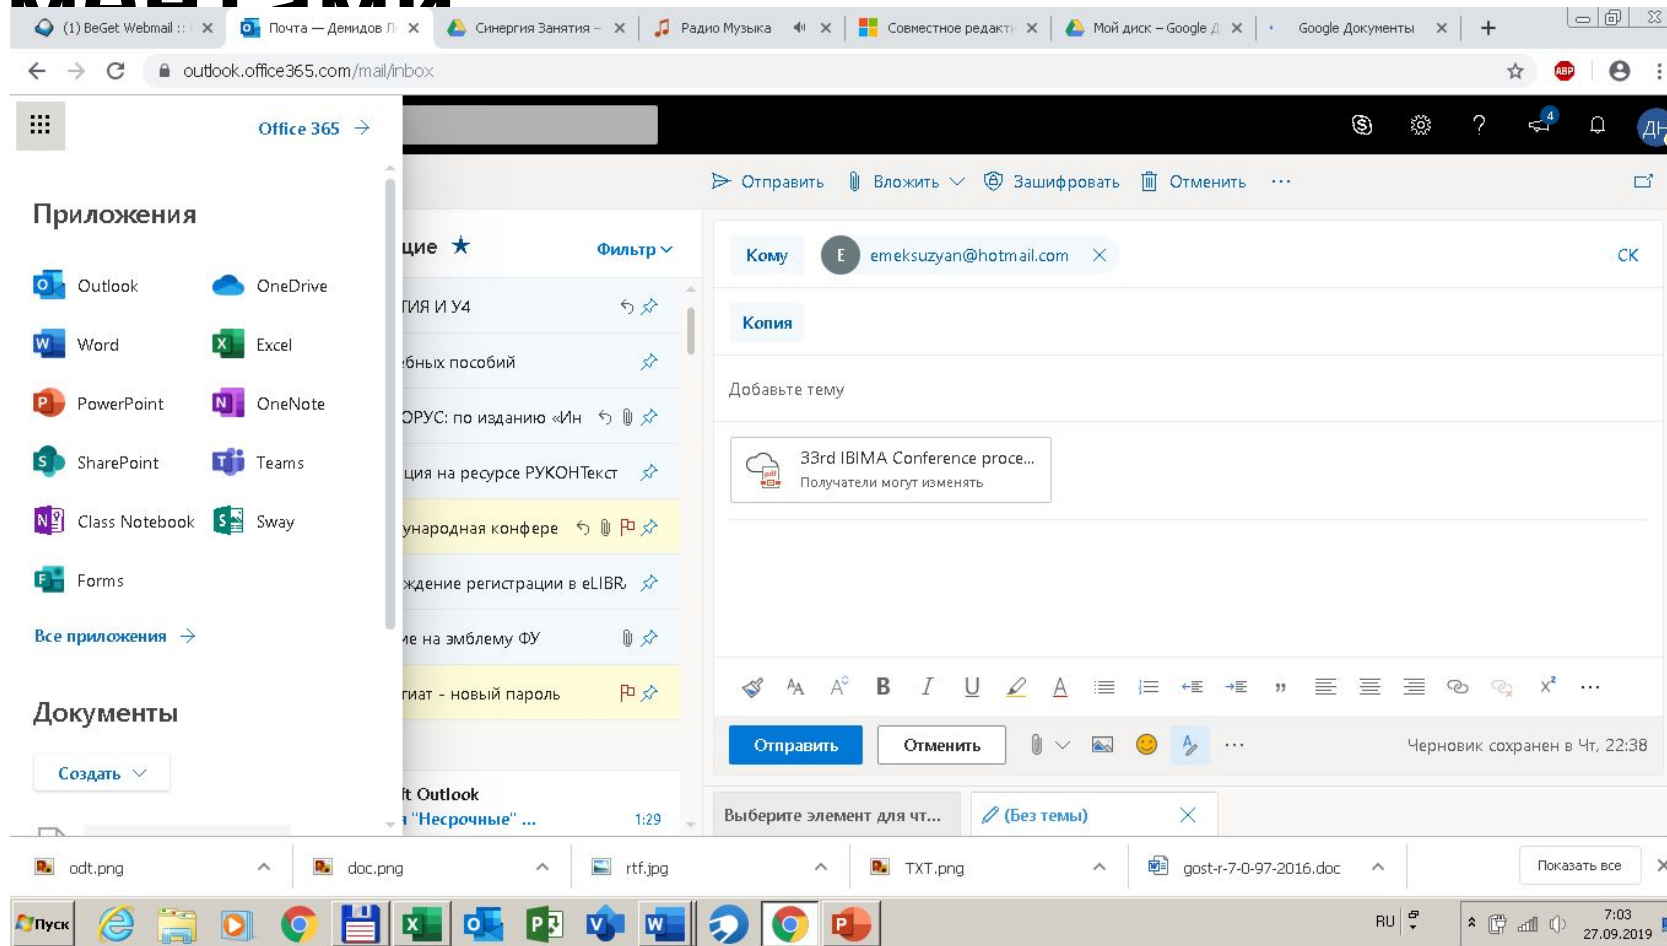 ментами
(1) BeGet Webmail ::
Почта — Демидов Л
Синергия Занятия –
Радио Музыка
Совместное редакти
Мой диск – Google Д
Google Документы
outlook.office365.com/mail/inbox
ABP
Office 365 →
4
ДН
Отправить
Вложить
Зашифровать
Отменить
...
Приложения
Outlook
OneDrive
Word
Excel
PowerPoint
OneNote
SharePoint
Teams
Class Notebook
Sway
Forms
Все приложения →
Документы
Создать
щие ★
Фильтр
ТИЯ И У4
бных пособий
ОРУС: по изданию «Ин
ция на ресурсе РУКОНТекст
ународная конфере
ждение регистрации в eLIBR
ие на эмблему ФУ
гиат - новый пароль
ft Outlook
"Несрочные" ...
1:29
Кому
E
emeksuzyan@hotmail.com
СК
Копия
Добавьте тему
33rd IBIMA Conference proce...
Получатели могут изменять
Отправить
Отменить
Черновик сохранен в Чт, 22:38
Выберите элемент для чт...
(Без темы)
odt.png
doc.png
rtf.jpg
TXT.png
gost-r-7-0-97-2016.doc
Показать все
Пуск
RU
7:03
27.09.2019